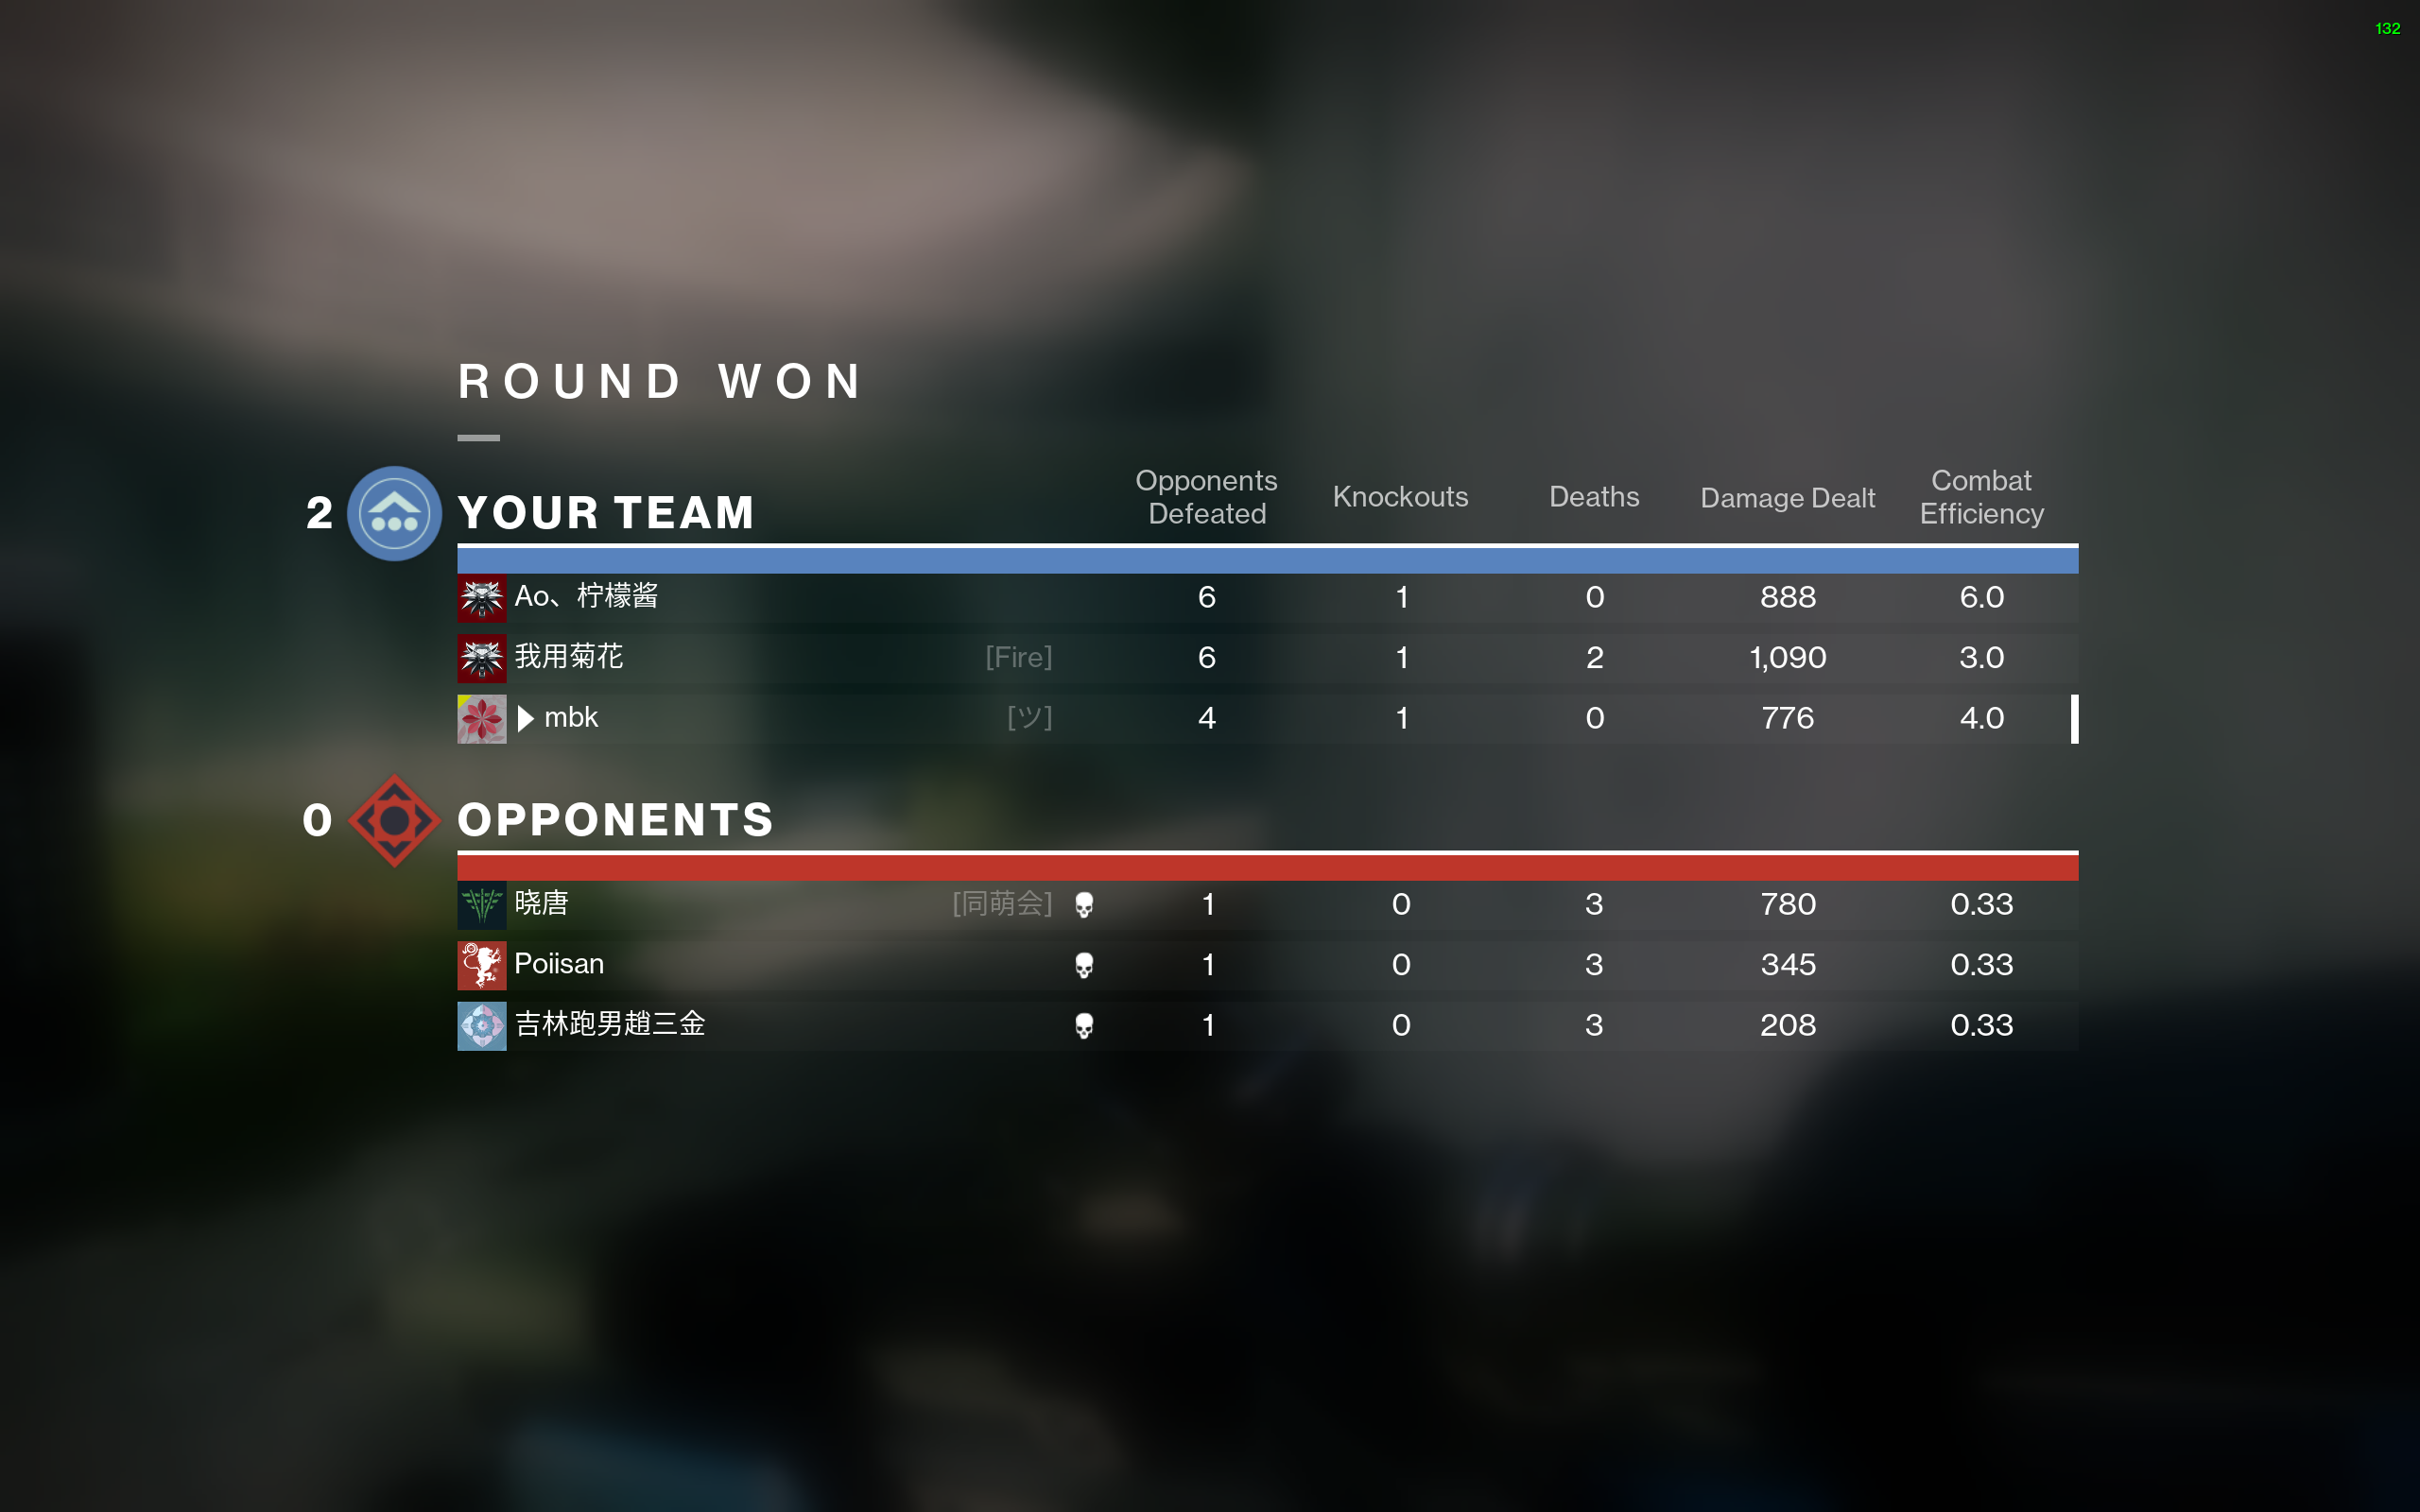 132
ROUND WON
2 YOUR TEAM Opponents Defeated Knockouts Deaths Damage Dealt Combat Efficiency
Ao、柠檬酱 6 1 0 888 6.0
我用菊花 [Fire] 6 1 2 1,090 3.0
mbk [ツ] 4 1 0 776 4.0
0 OPPONENTS
晓唐 [同萌会] 1 0 3 780 0.33
Poiisan 1 0 3 345 0.33
吉林跑男趙三金 1 0 3 208 0.33